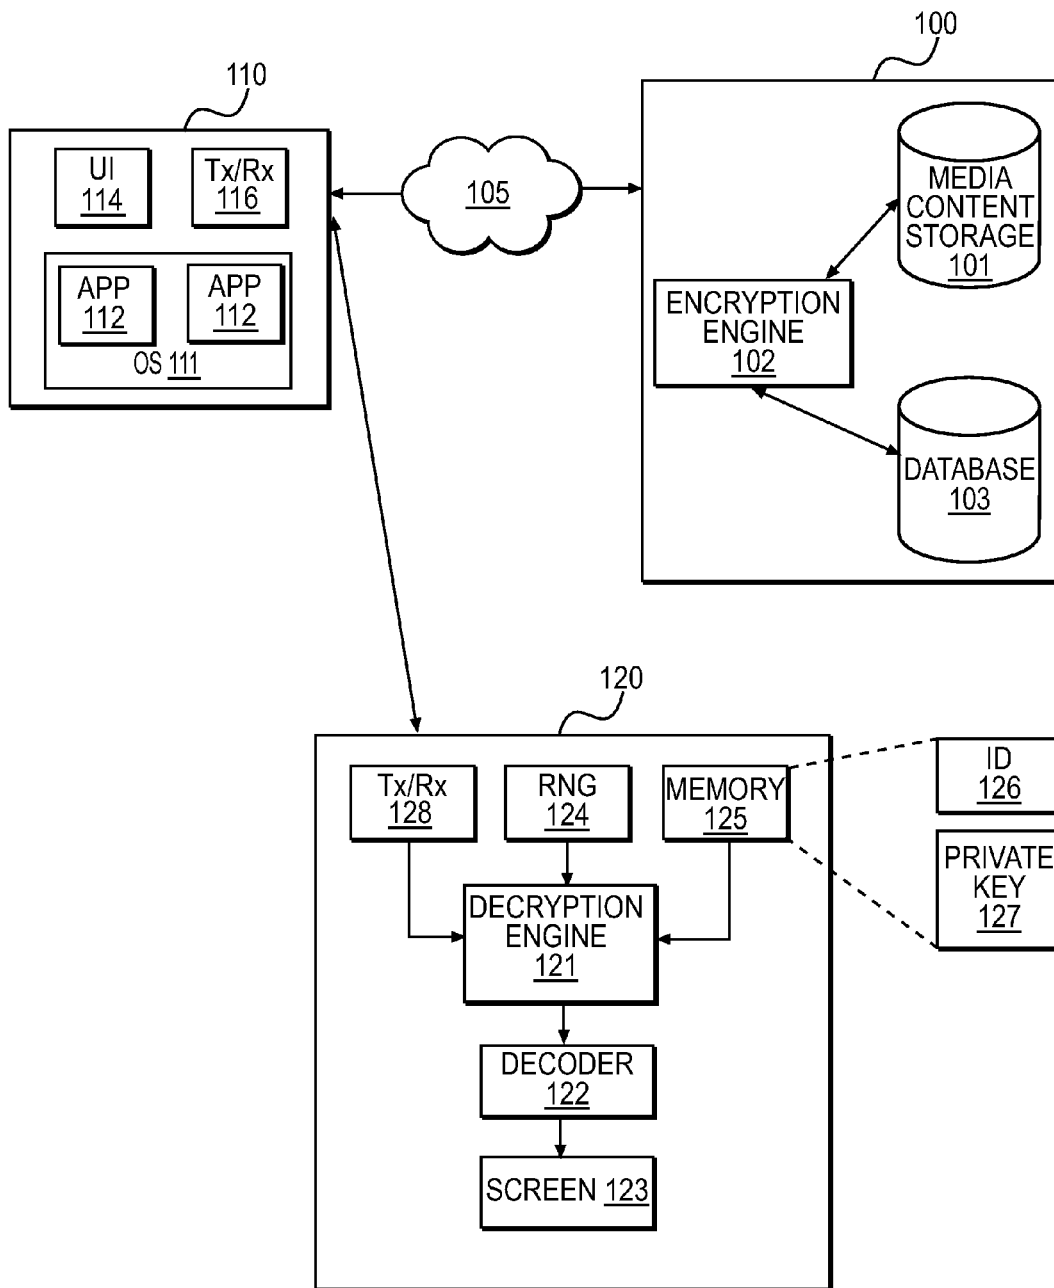 100
110
UI
114
Tx/Rx
116
APP
112
APP
112
OS 111
105
MEDIA
CONTENT
STORAGE
101
ENCRYPTION
ENGINE
102
DATABASE
103
120
Tx/Rx
128
RNG
124
MEMORY
125
ID
126
PRIVATE
KEY
127
DECRYPTION
ENGINE
121
DECODER
122
SCREEN 123